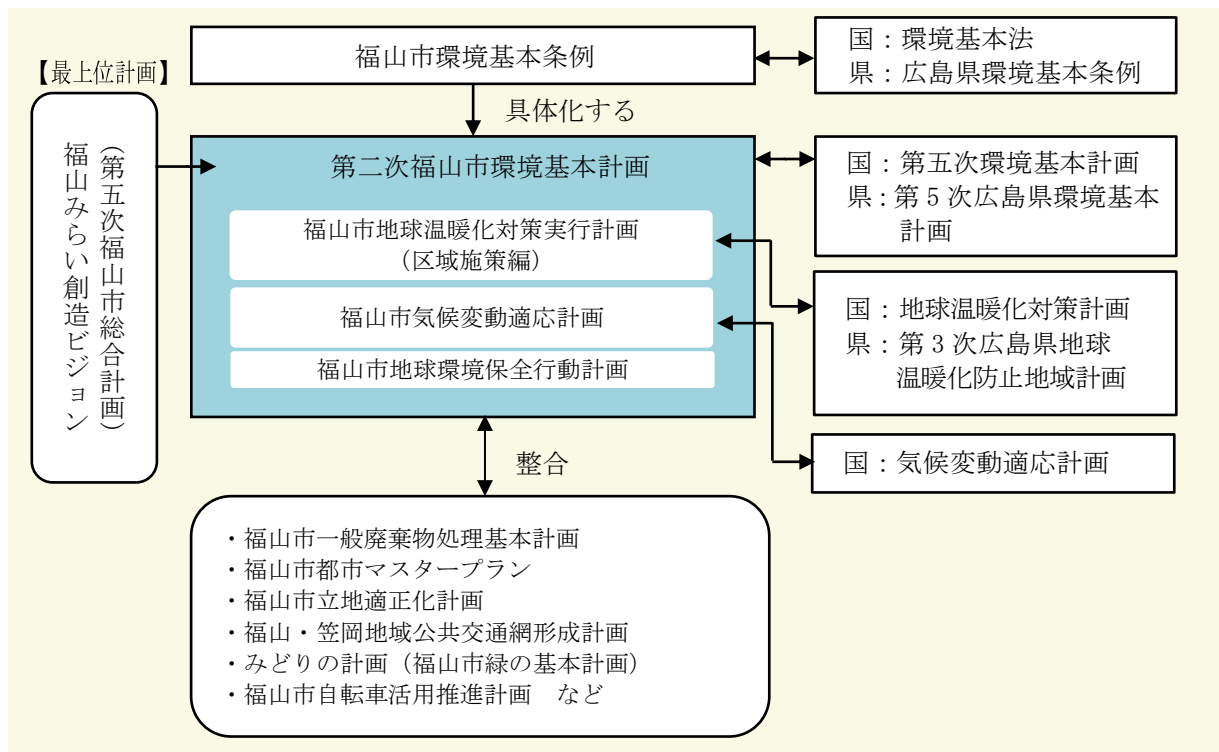 福山市環境基本条例
国：環境基本法
県：広島県環境基本条例
【最上位計画】
具体化する
（第五次福山市総合計画）
福山みらい創造ビジョン
第二次福山市環境基本計画
国：第五次環境基本計画
県：第５次広島県環境基本
計画
福山市地球温暖化対策実行計画
（区域施策編）
福山市気候変動適応計画
福山市地球環境保全行動計画
国：地球温暖化対策計画
県：第３次広島県地球
温暖化防止地域計画
国：気候変動適応計画
整合
・福山市一般廃棄物処理基本計画
・福山市都市マスタープラン
・福山市立地適正化計画
・福山・笠岡地域公共交通網形成計画
・みどりの計画（福山市緑の基本計画）
・福山市自転車活用推進計画　など